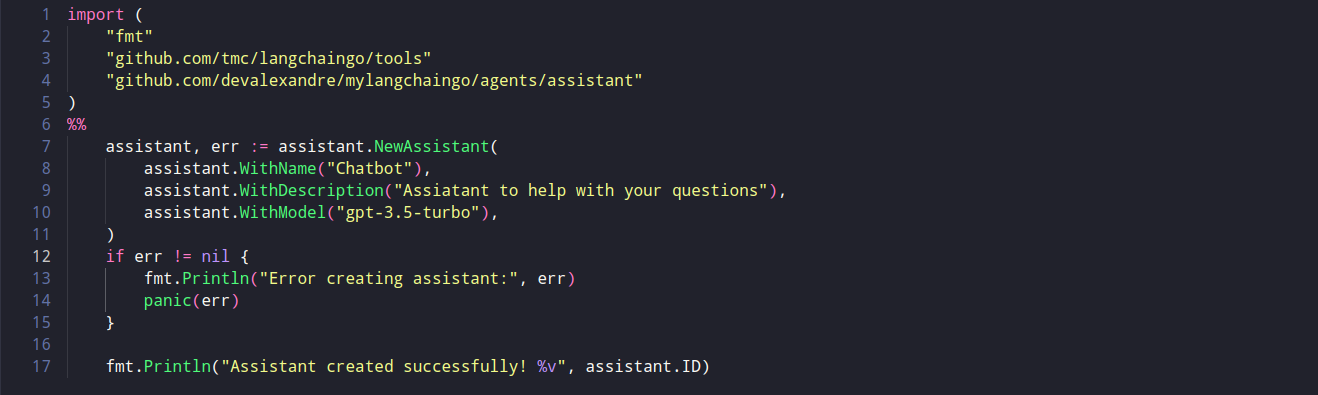 1 import (
2     "fmt"
3     "github.com/tmc/langchaingo/tools"
4     "github.com/devalexandre/mylangchaingo/agents/assistant"
5 )
6 %%
7     assistant, err := assistant.NewAssistant(
8         assistant.WithName("Chatbot"),
9         assistant.WithDescription("Assiatant to help with your questions"),
10         assistant.WithModel("gpt-3.5-turbo"),
11     )
12     if err != nil {
13         fmt.Println("Error creating assistant:", err)
14         panic(err)
15     }
16
17     fmt.Println("Assistant created successfully! %v", assistant.ID)